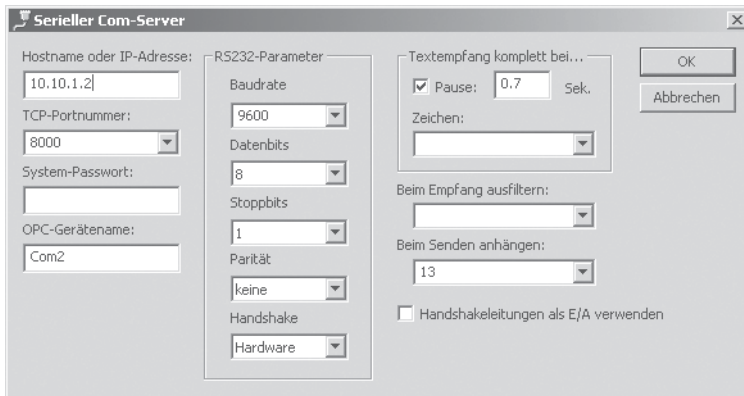 Serieller Com-Server
Hostname oder IP-Adresse:
10.10.1.2
TCP-Portnummer:
8000
System-Passwort:
OPC-Gerätename:
Com2
RS232-Parameter
Baudrate
9600
Datenbits
8
Stoppbits
1
Parität
keine
Handshake
Hardware
Textempfang komplett bei...
Pause: 0.7 Sek.
Zeichen:
Beim Empfang ausfiltern:
Beim Senden anhängen:
13
Handshakeleitungen als E/A verwenden
OK
Abbrechen